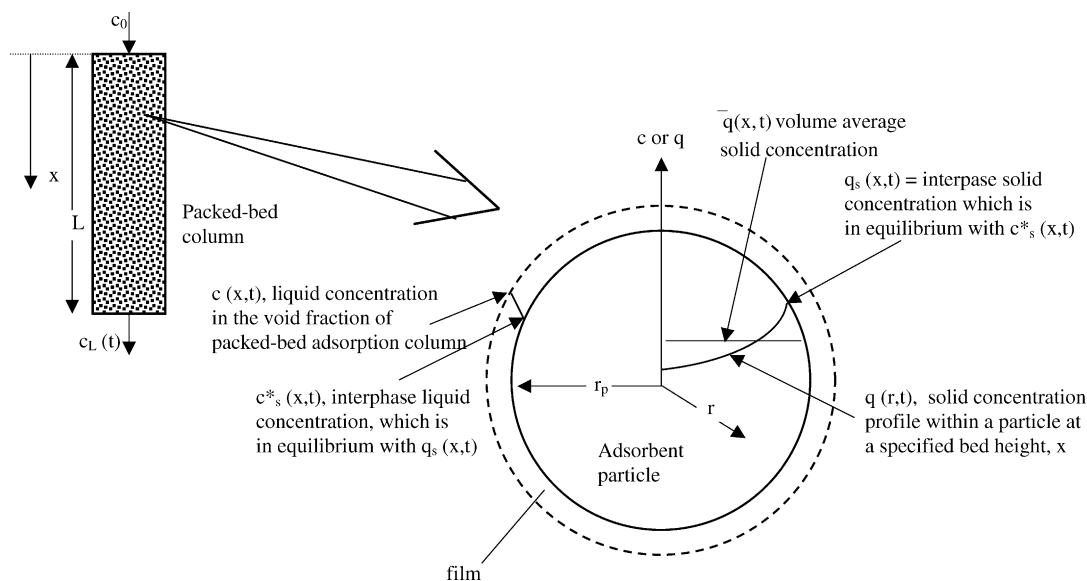 c0
x
L
Packed-bed
column
cL (t)
c (x,t), liquid concentration
in the void fraction of
packed-bed adsorption column
c*s (x,t), interphase liquid
concentration, which is
in equilibrium with qs (x,t)
c or q
q̅(x, t) volume average
solid concentration
qs (x,t) = interpase solid
concentration which is
in equilibrium with c*s (x,t)
rp
r
q (r,t), solid concentration
profile within a particle at
a specified bed height, x
Adsorbent
particle
film